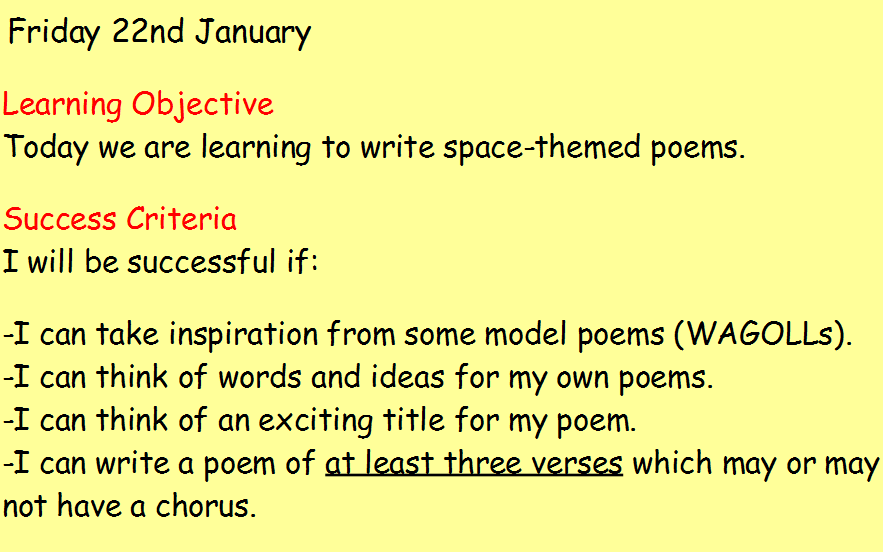 Friday 22nd January
Learning Objective
Today we are learning to write space-themed poems.
Success Criteria
I will be successful if:
-I can take inspiration from some model poems (WAGOLLs).
-I can think of words and ideas for my own poems.
-I can think of an exciting title for my poem.
-I can write a poem of at least three verses which may or may
not have a chorus.